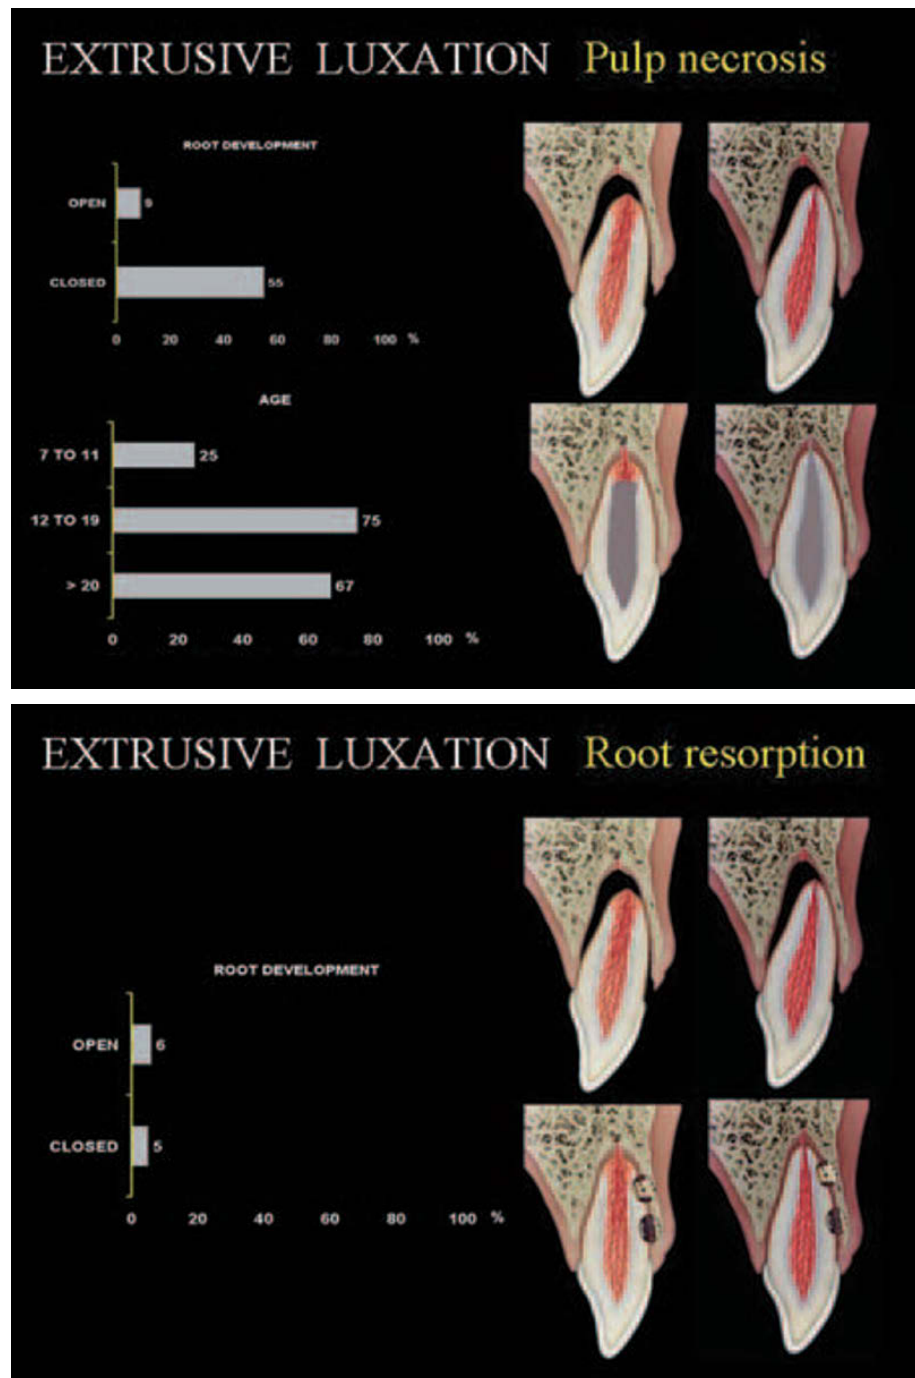 EXTRUSIVE LUXATION Pulp necrosis
ROOT DEVELOPMENT
OPEN 9
CLOSED 55
0 20 40 60 80 100 %
AGE
7 TO 11 25
12 TO 19 75
> 20 67
0 20 40 60 80 100 %
EXTRUSIVE LUXATION Root resorption
ROOT DEVELOPMENT
OPEN 6
CLOSED 5
0 20 40 60 80 100 %